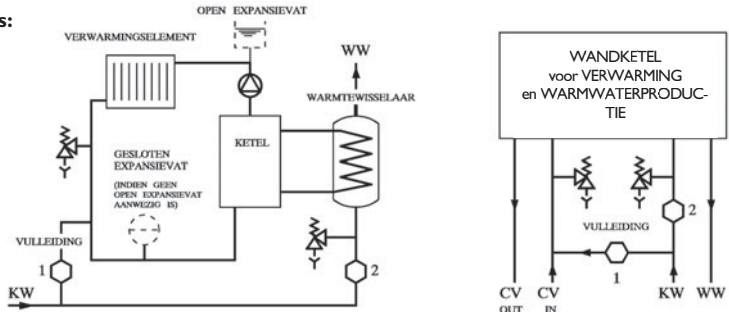 s:
OPEN EXPANSIEVAT
VERWARMINGSELEMENT
WW
WARMTEWISSELAAR
KETEL
GESLOTEN
EXPANSIEVAT
(INDIEN GEEN
OPEN EXPANSIEVAT
AANWEZIG IS)
VULLEIDING
1
2
KW
WANDKETEL
voor VERWARMING
en WARMWATERPRODUC-
TIE
2
VULLEIDING
1
CV
OUT
CV
IN
KW
WW